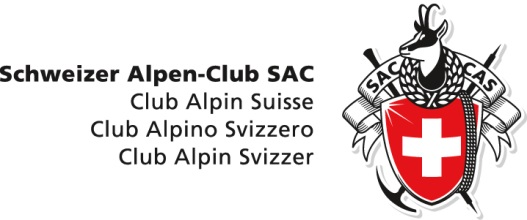 Schweizer Alpen-Club SAC
Club Alpin Suisse
Club Alpino Svizzero
Club Alpin Svizzer
SAC CAS